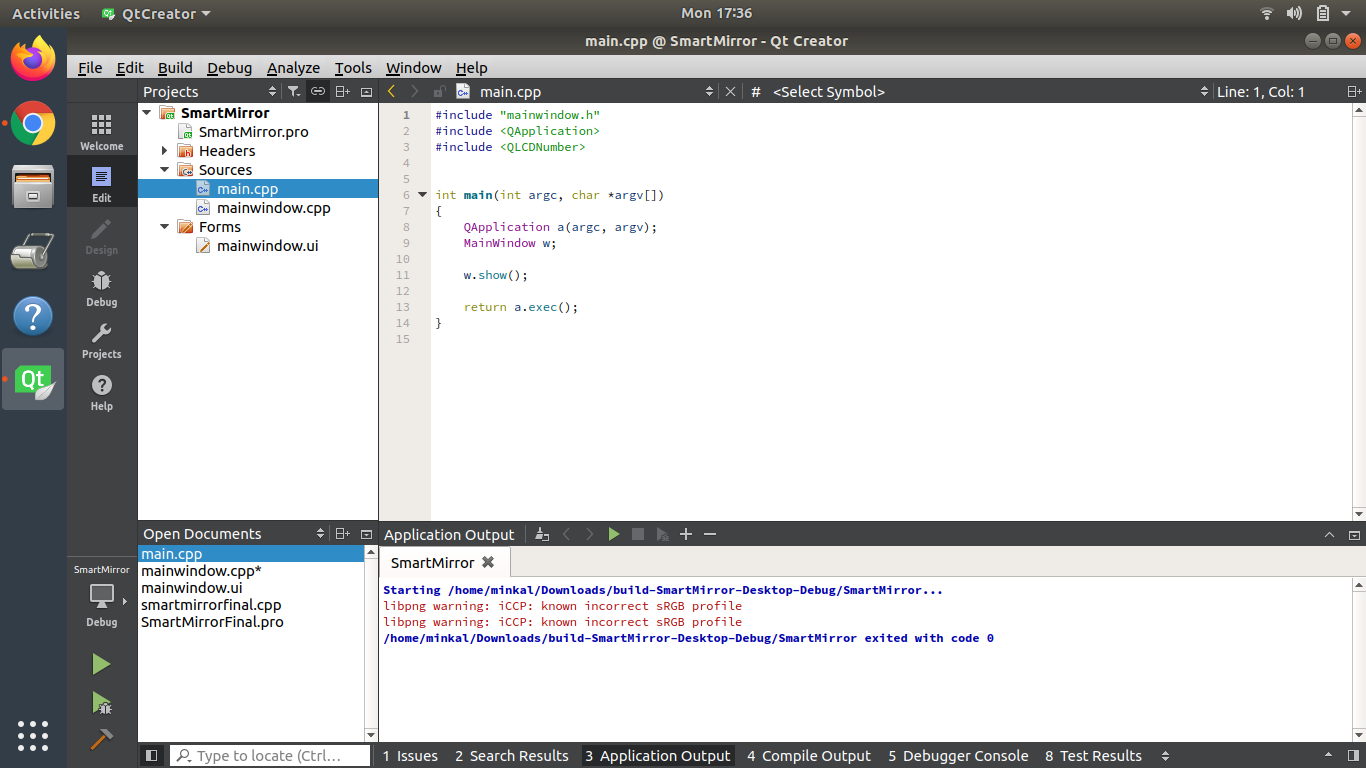 Activities QtCreator Mon 17:36
main.cpp @ SmartMirror - Qt Creator
File Edit Build Debug Analyze Tools Window Help
Projects main.cpp # <Select Symbol> Line: 1, Col: 1
Welcome
Edit
Design
Debug
Projects
Help
SmartMirror
Debug
SmartMirror
SmartMirror.pro
Headers
Sources
main.cpp
mainwindow.cpp
Forms
mainwindow.ui
1 #include "mainwindow.h"
2 #include <QApplication>
3 #include <QLCDNumber>
4
5
6 int main(int argc, char *argv[])
7 {
8 QApplication a(argc, argv);
9 MainWindow w;
10
11 w.show();
12
13 return a.exec();
14 }
15
Open Documents
main.cpp
mainwindow.cpp*
mainwindow.ui
smartmirrorfinal.cpp
SmartMirrorFinal.pro
Application Output
SmartMirror
Starting /home/minkal/Downloads/build-SmartMirror-Desktop-Debug/SmartMirror...
libpng warning: iCCP: known incorrect sRGB profile
libpng warning: iCCP: known incorrect sRGB profile
/home/minkal/Downloads/build-SmartMirror-Desktop-Debug/SmartMirror exited with code 0
Type to locate (Ctrl... 1 Issues 2 Search Results 3 Application Output 4 Compile Output 5 Debugger Console 8 Test Results
Qt